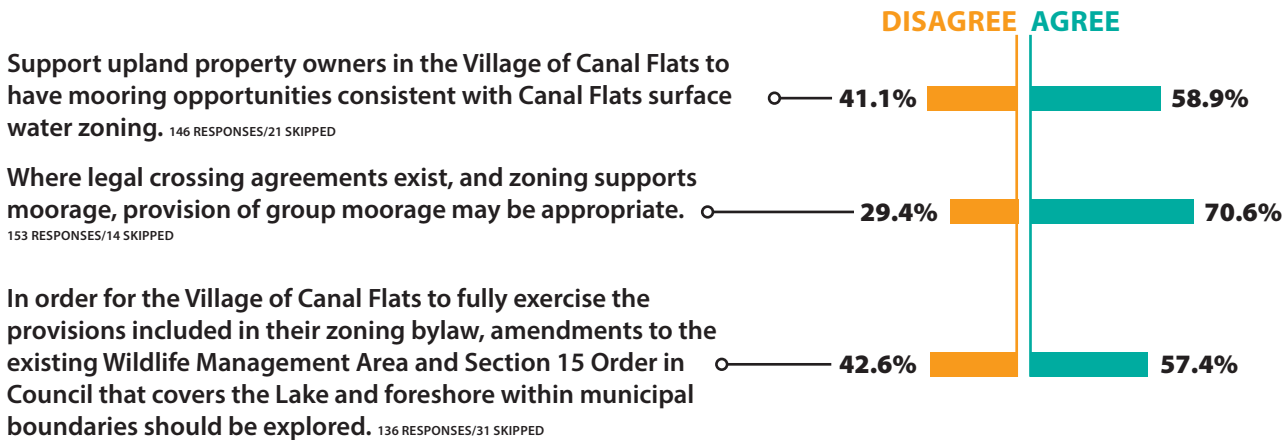 DISAGREE AGREE
Support upland property owners in the Village of Canal Flats to
have mooring opportunities consistent with Canal Flats surface
water zoning. 146 RESPONSES/21 SKIPPED
41.1% 58.9%
Where legal crossing agreements exist, and zoning supports
moorage, provision of group moorage may be appropriate.
153 RESPONSES/14 SKIPPED
29.4% 70.6%
In order for the Village of Canal Flats to fully exercise the
provisions included in their zoning bylaw, amendments to the
existing Wildlife Management Area and Section 15 Order in
Council that covers the Lake and foreshore within municipal
boundaries should be explored. 136 RESPONSES/31 SKIPPED
42.6% 57.4%